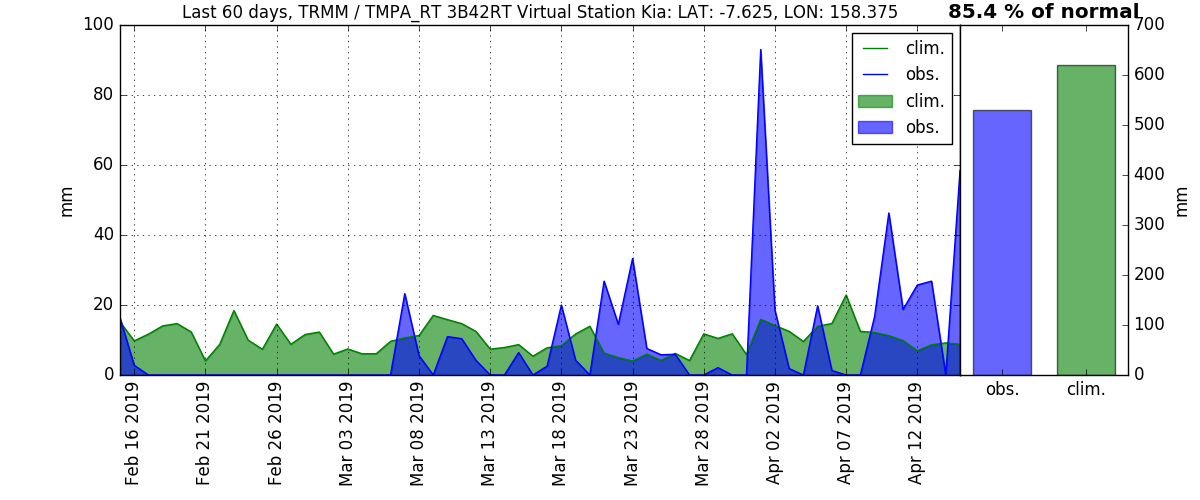 Last 60 days, TRMM / TMPA_RT 3B42RT Virtual Station Kia: LAT: -7.625, LON: 158.375
85.4 % of normal
100
80
60
40
20
0
mm
clim.
obs.
clim.
obs.
700
600
500
400
300
200
100
0
mm
Feb 16 2019
Feb 21 2019
Feb 26 2019
Mar 03 2019
Mar 08 2019
Mar 13 2019
Mar 18 2019
Mar 23 2019
Mar 28 2019
Apr 02 2019
Apr 07 2019
Apr 12 2019
obs.
clim.